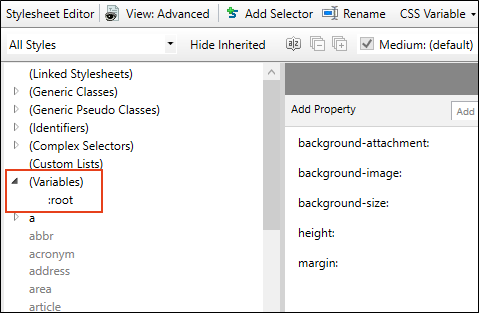 Stylesheet Editor View: Advanced Add Selector Rename CSS Variable
All Styles Hide Inherited Medium: (default)
(Linked Stylesheets)
(Generic Classes)
(Generic Pseudo Classes)
(Identifiers)
(Complex Selectors)
(Custom Lists)
(Variables)
:root
a
abbr
acronym
address
area
article
Add Property Add
background-attachment:
background-image:
background-size:
height:
margin: